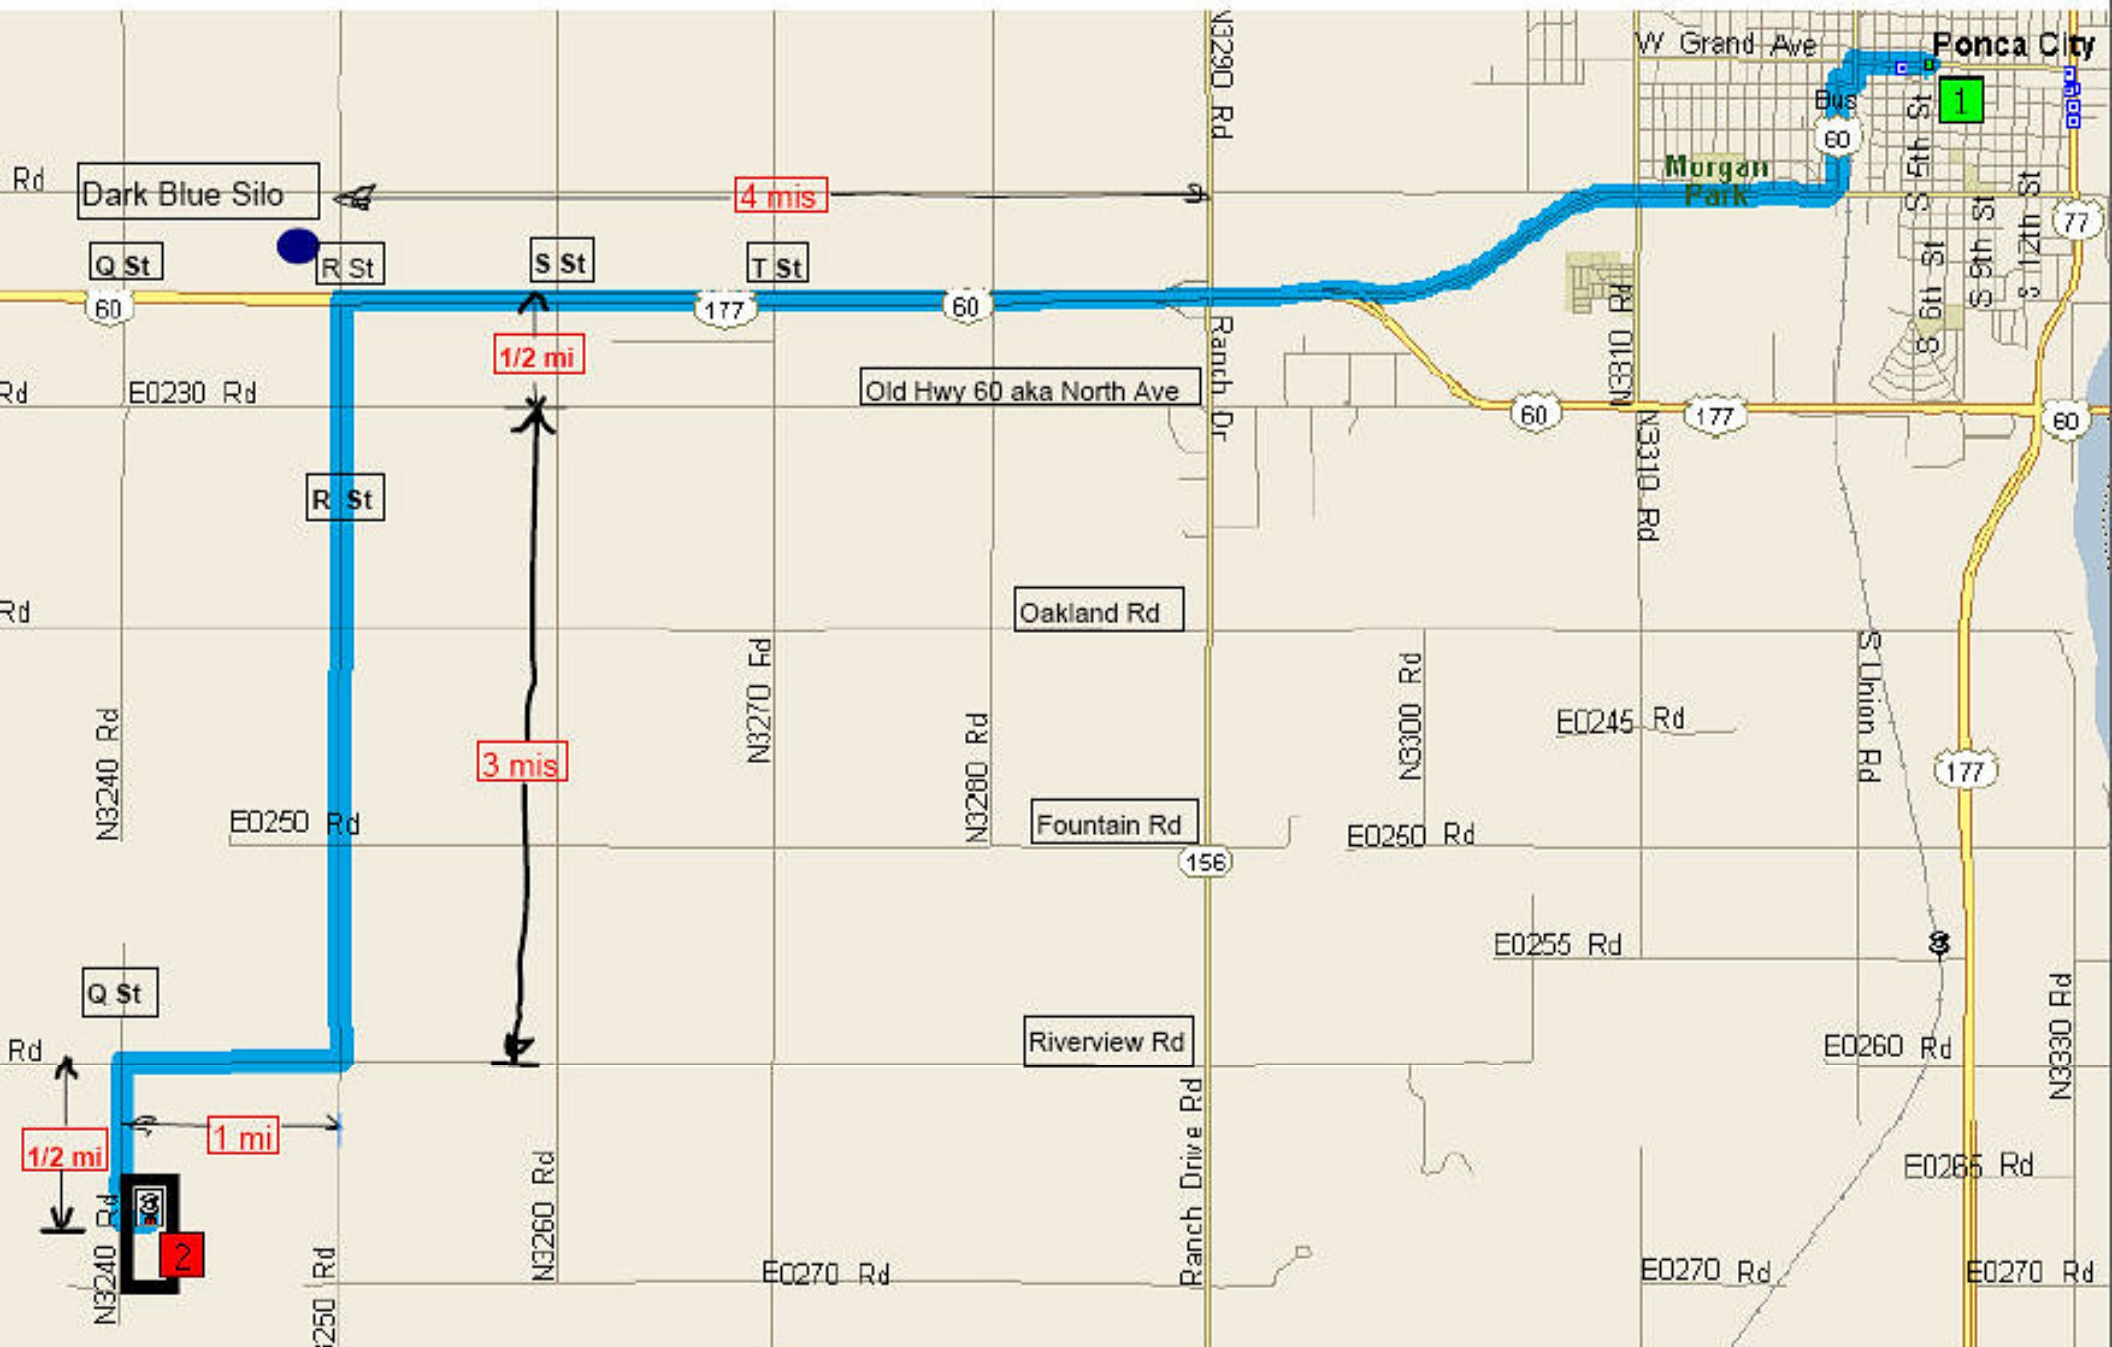 N3290 Rd
W Grand Ave
Ponca City
1
Bus
60
S 5th St
Morgan
Park
Rd
Dark Blue Silo
4 mis
S 9th St
S 12th St
77
Q St
R St
S St
T St
S 6th St
60
177
60
1/2 mi
Ranch Dr
N3310 Rd
Rd
E0230 Rd
Old Hwy 60 aka North Ave
60
177
60
R St
N3310 Rd
Rd
Oakland Rd
N3240 Rd
N3270 Rd
N3280 Rd
N3300 Rd
E0245 Rd
S Union Rd
177
3 mis
E0250 Rd
Fountain Rd
E0250 Rd
156
E0255 Rd
Q St
N3330 Rd
Rd
Riverview Rd
E0260 Rd
1 mi
1/2 mi
Ranch Drive Rd
E0265 Rd
N3240 Rd
2
N3260 Rd
250 Rd
E0270 Rd
E0270 Rd
E0270 Rd